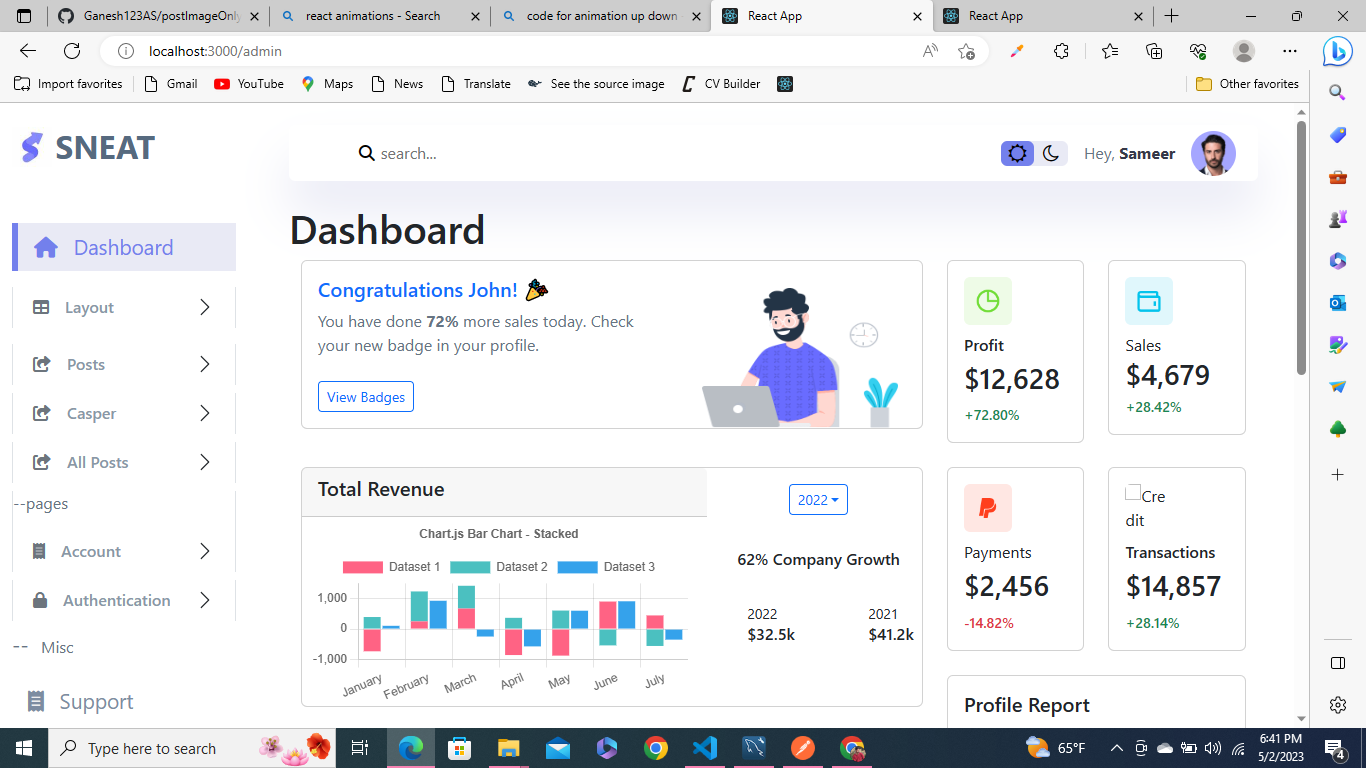 Ganesh123AS/postImageOnly
react animations - Search
code for animation up down
React App
React App
localhost:3000/admin
Import favorites
Gmail
YouTube
Maps
News
Translate
See the source image
CV Builder
Other favorites
SNEAT
search...
Hey, Sameer
Dashboard
Layout
Posts
Casper
All Posts
--pages
Account
Authentication
-- Misc
Support
Dashboard
Congratulations John!
You have done 72% more sales today. Check
your new badge in your profile.
View Badges
Profit
$12,628
+72.80%
Sales
$4,679
+28.42%
Total Revenue
Chart.js Bar Chart - Stacked
Dataset 1 Dataset 2 Dataset 3
1,000
0
-1,000
January February March April May June July
2022
62% Company Growth
2022 2021
$32.5k $41.2k
Payments
$2,456
-14.82%
Cre
dit
Transactions
$14,857
+28.14%
Profile Report
Type here to search
65°F
6:41 PM
5/2/2023
4